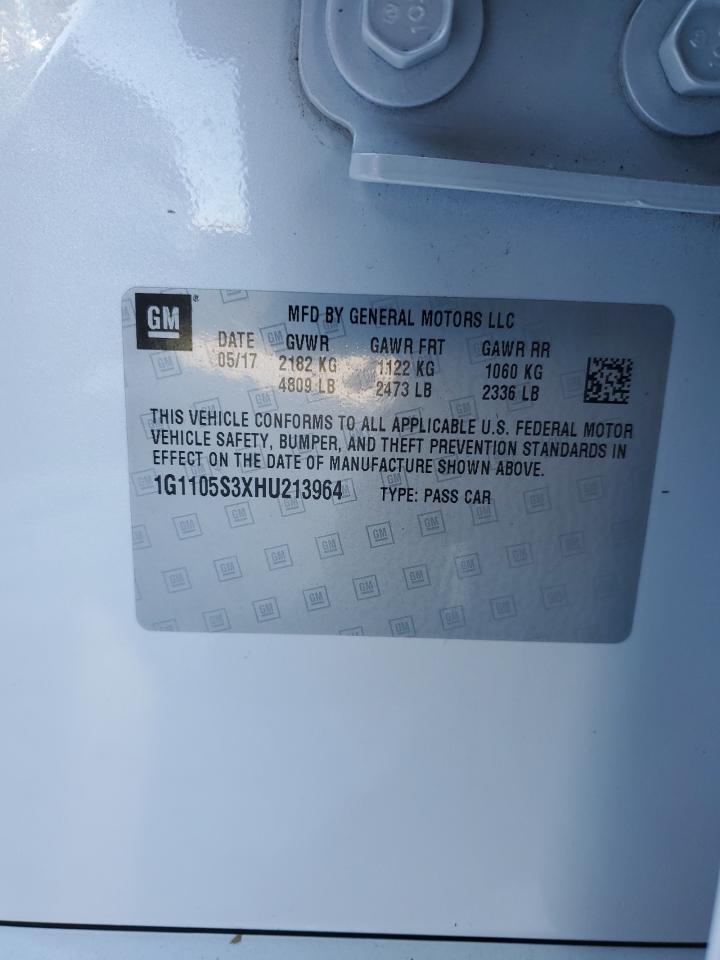 GM ® MFD BY GENERAL MOTORS LLC
DATE GVWR GAWR FRT GAWR RR
05/17 2182 KG 1122 KG 1060 KG
4809 LB 2473 LB 2336 LB
THIS VEHICLE CONFORMS TO ALL APPLICABLE U.S. FEDERAL MOTOR
VEHICLE SAFETY, BUMPER, AND THEFT PREVENTION STANDARDS IN
EFFECT ON THE DATE OF MANUFACTURE SHOWN ABOVE.
1G1105S3XHU213964 TYPE: PASS CAR